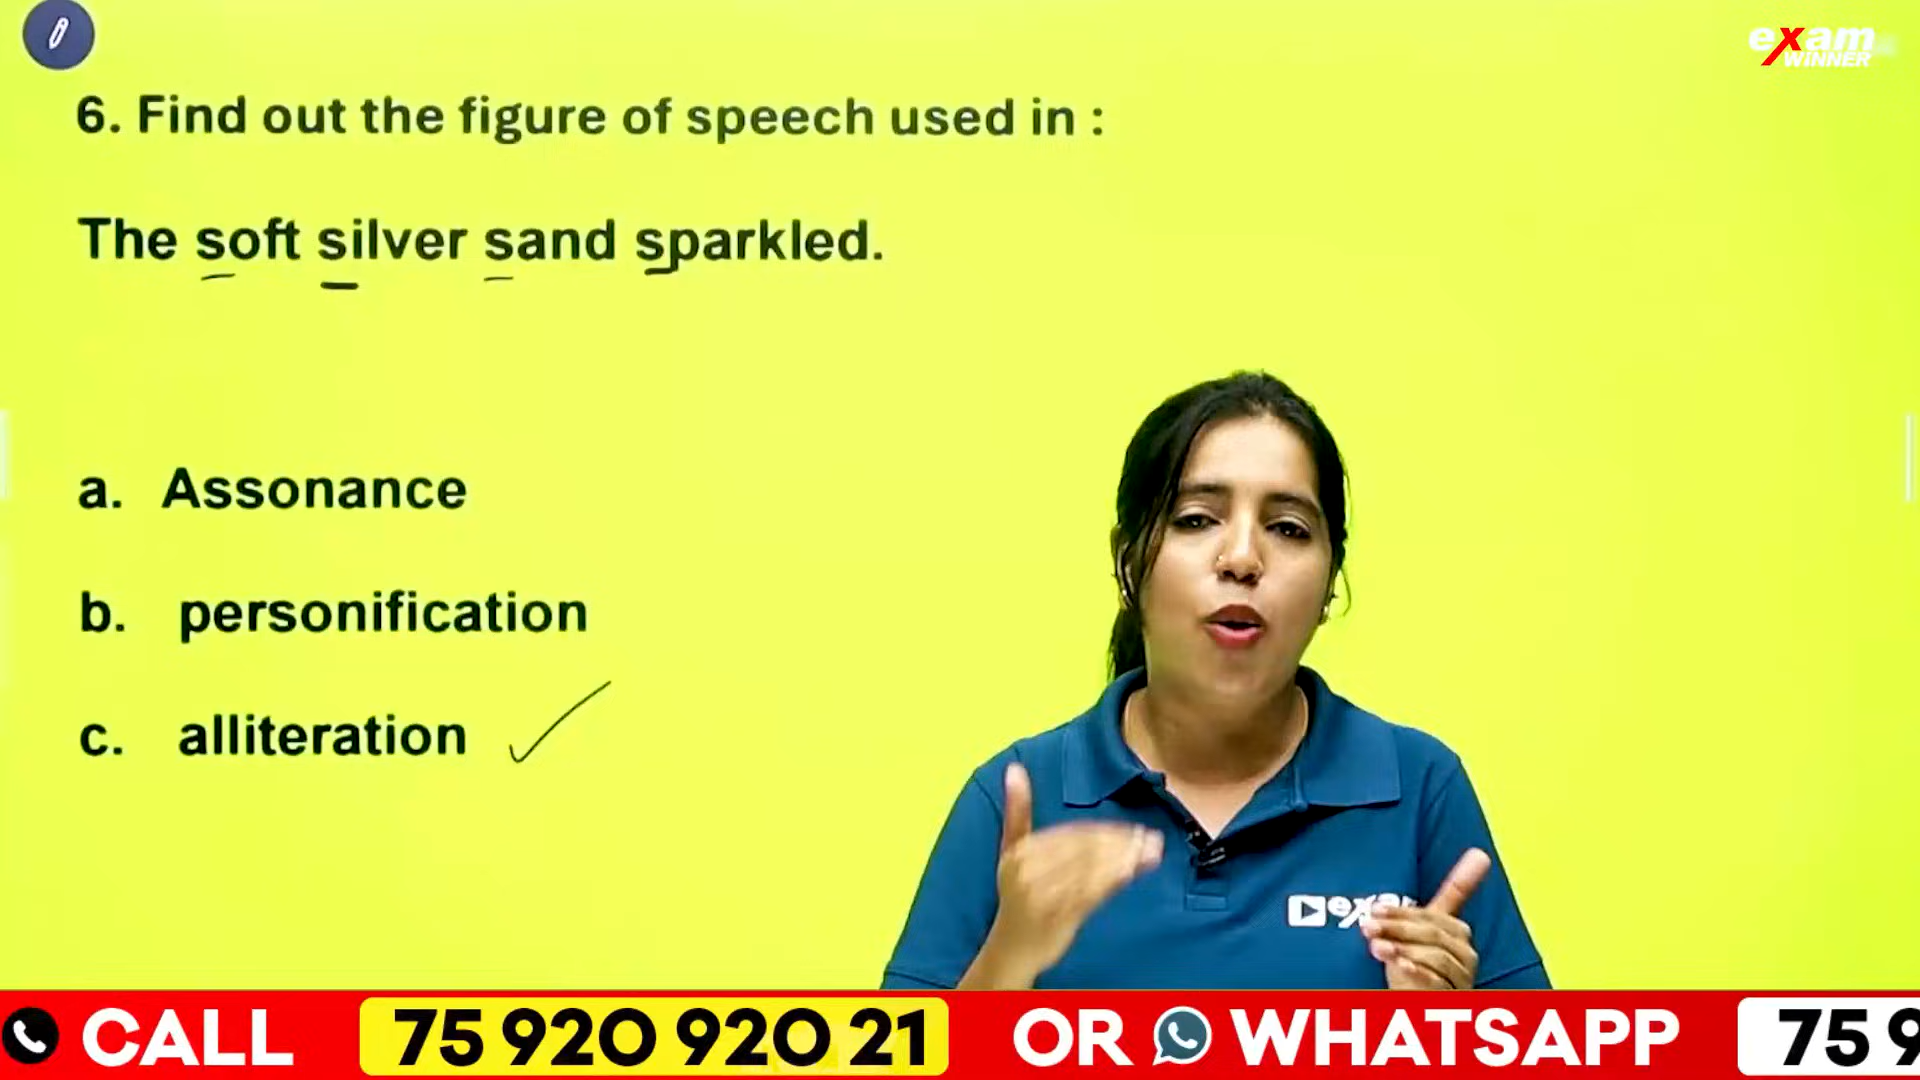 exam
WINNER
6. Find out the figure of speech used in :
The soft silver sand sparkled.
a. Assonance
b. personification
c. alliteration
CALL 75 920 920 21 OR WHATSAPP 75 9